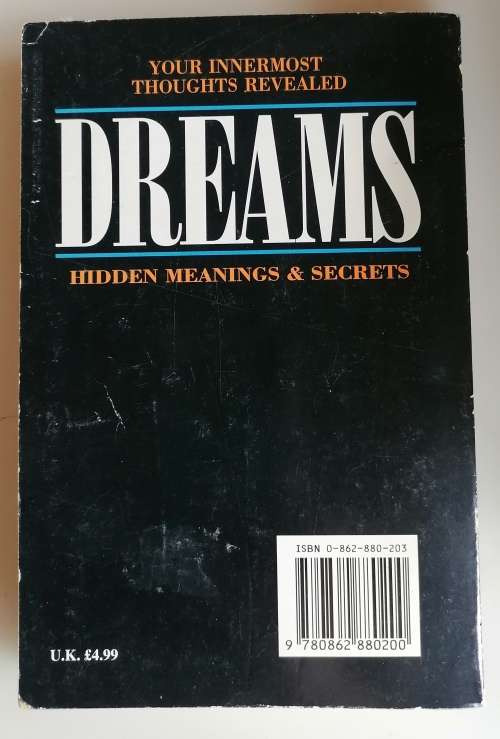 YOUR INNERMOST
THOUGHTS REVEALED
DREAMS
HIDDEN MEANINGS & SECRETS
ISBN 0-862-880-203
9 780862 880200
U.K. £4.99